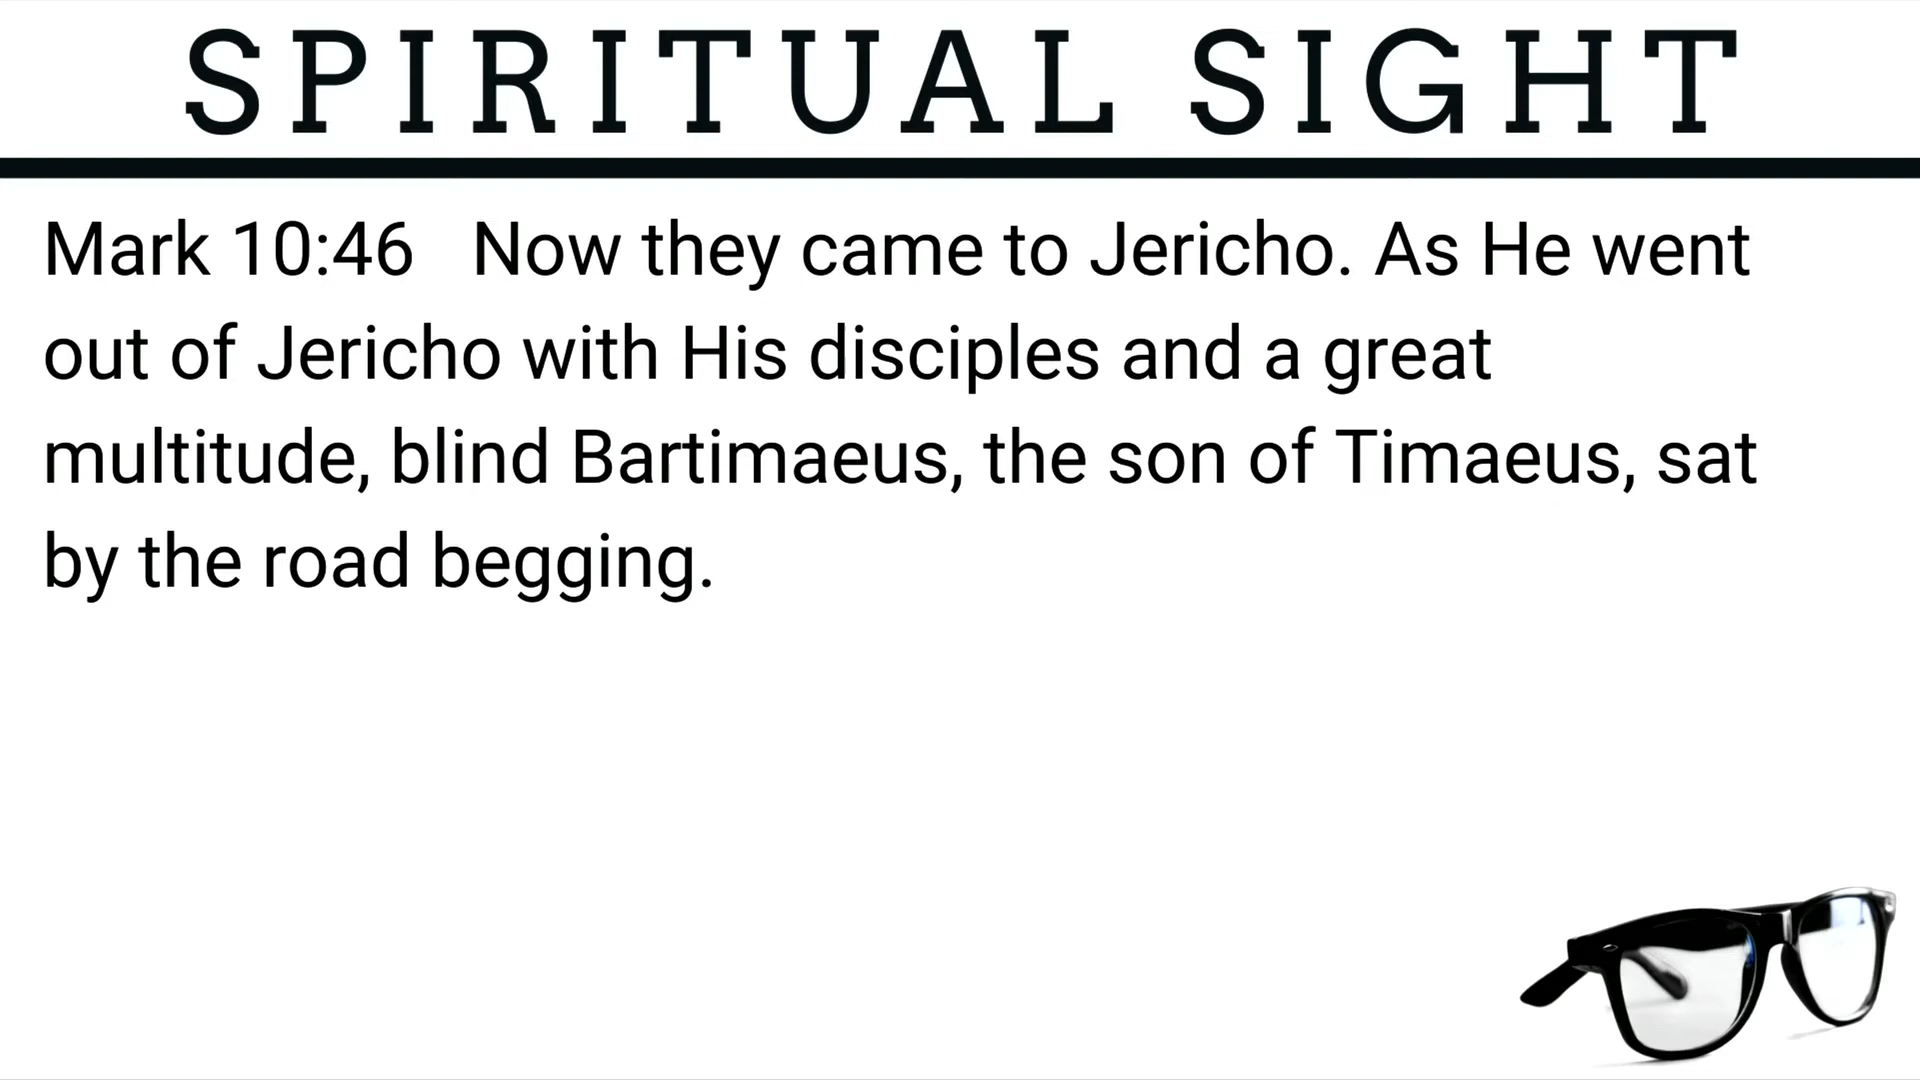 SPIRITUAL SIGHT
Mark 10:46 Now they came to Jericho. As He went
out of Jericho with His disciples and a great
multitude, blind Bartimaeus, the son of Timaeus, sat
by the road begging.